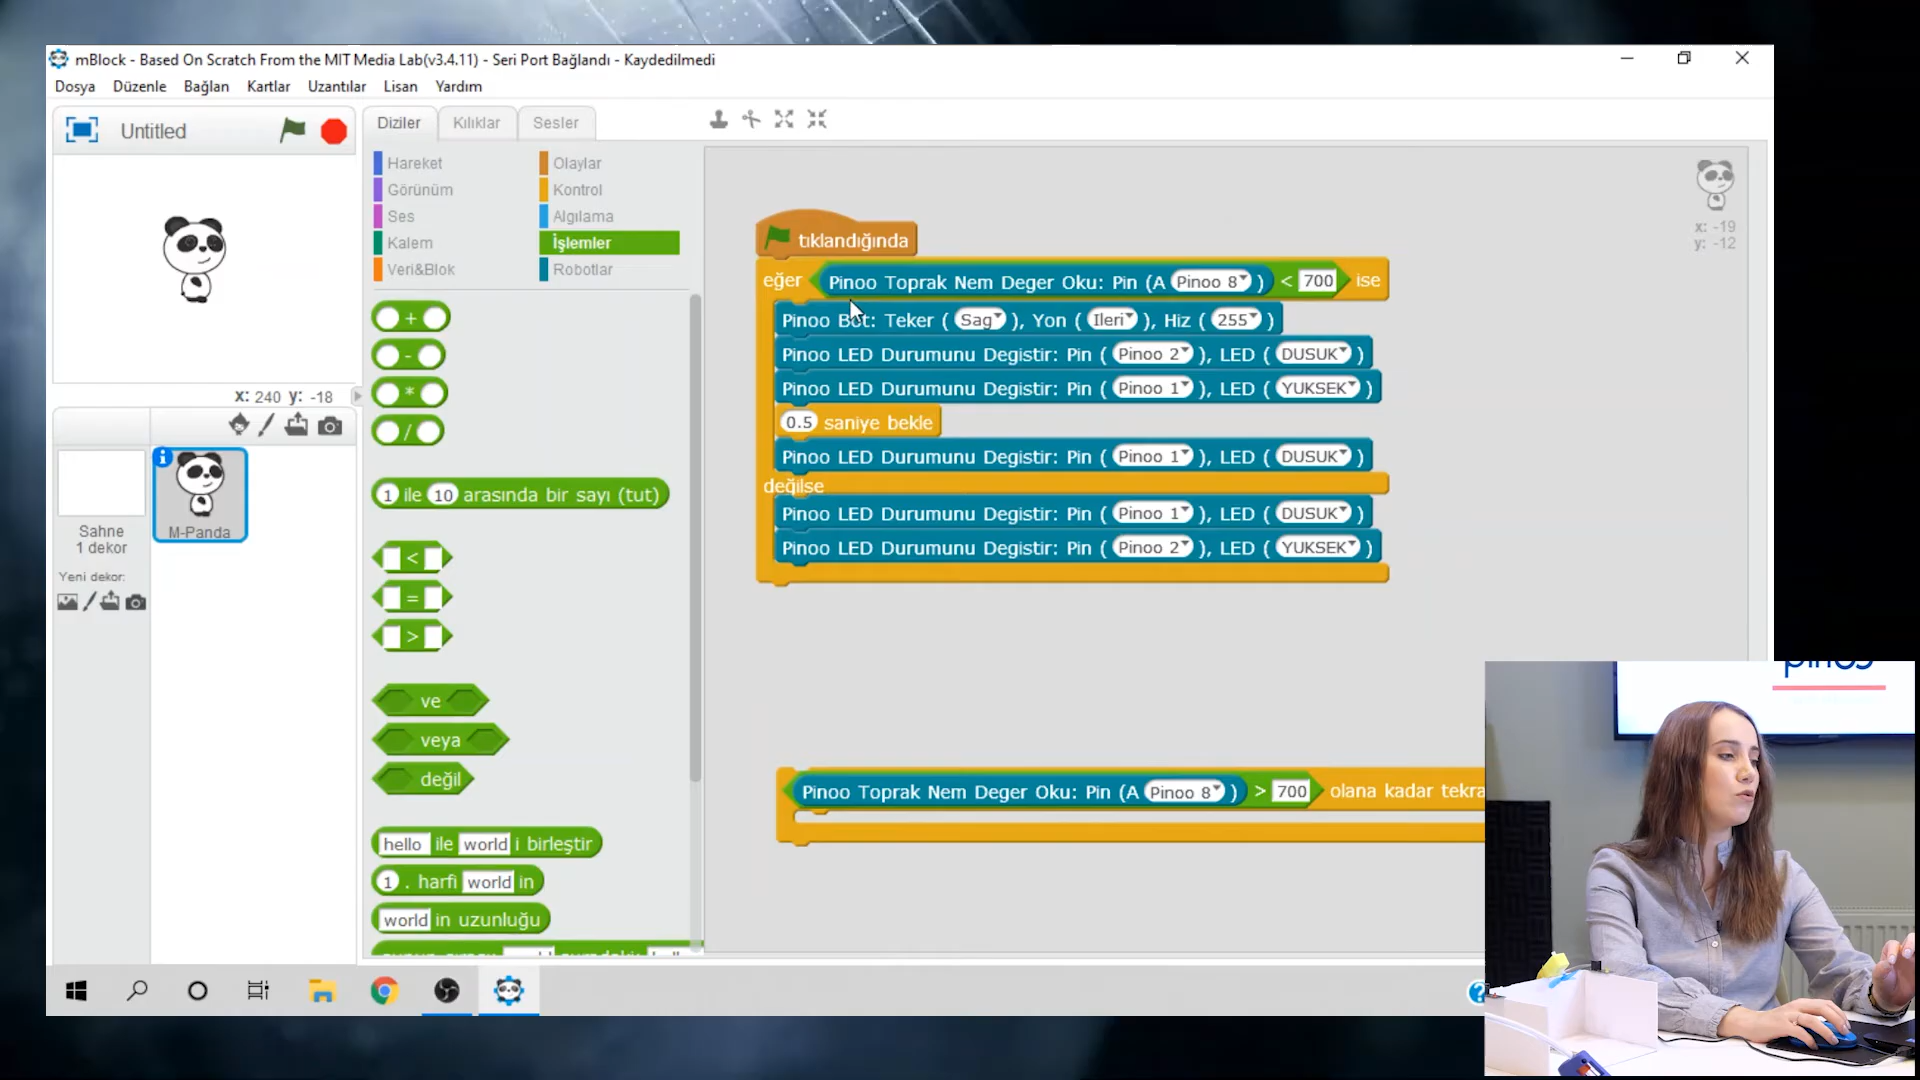 mBlock - Based On Scratch From the MIT Media Lab(v3.4.11) - Seri Port Bağlandı - Kaydedilmedi
Dosya Düzenle Bağlan Kartlar Uzantılar Lisan Yardım
Untitled
x: 240 y: -18
Sahne
1 dekor
Yeni dekor:
M-Panda
Diziler Kılıklar Sesler
Hareket Olaylar
Görünüm Kontrol
Ses Algılama
Kalem İşlemler
Veri&Blok Robotlar
+
-
*
/
1 ile 10 arasında bir sayı (tut)
<
=
>
ve
veya
değil
hello ile world i birleştir
1 . harfi world in
world in uzunluğu
x: -19
y: -12
tıklandığında
eğer Pinoo Toprak Nem Deger Oku: Pin (A Pinoo 8 ) < 700 ise
Pinoo Bot: Teker ( Sag ), Yon ( Ileri ), Hiz ( 255 )
Pinoo LED Durumunu Degistir: Pin ( Pinoo 2 ), LED ( DUSUK )
Pinoo LED Durumunu Degistir: Pin ( Pinoo 1 ), LED ( YUKSEK )
0.5 saniye bekle
Pinoo LED Durumunu Degistir: Pin ( Pinoo 1 ), LED ( DUSUK )
değilse
Pinoo LED Durumunu Degistir: Pin ( Pinoo 1 ), LED ( DUSUK )
Pinoo LED Durumunu Degistir: Pin ( Pinoo 2 ), LED ( YUKSEK )
Pinoo Toprak Nem Deger Oku: Pin (A Pinoo 8 ) > 700 olana kadar tekra